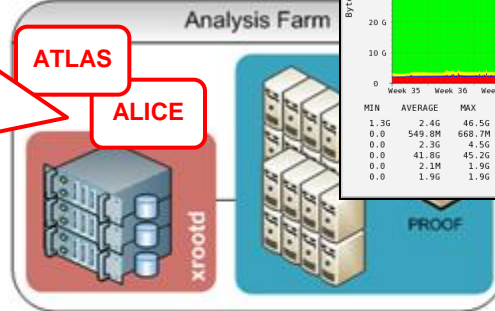 Analysis Farm
ATLAS
ALICE
xrootd
PROOF
Byte
20 G
10 G
0
Week 35 Week 36 Wee
MIN AVERAGE MAX
1.3G 2.4G 46.5G
0.0 549.8M 668.7M
0.0 2.3G 4.5G
0.0 41.8G 45.2G
0.0 2.1M 1.9G
0.0 1.9G 1.9G